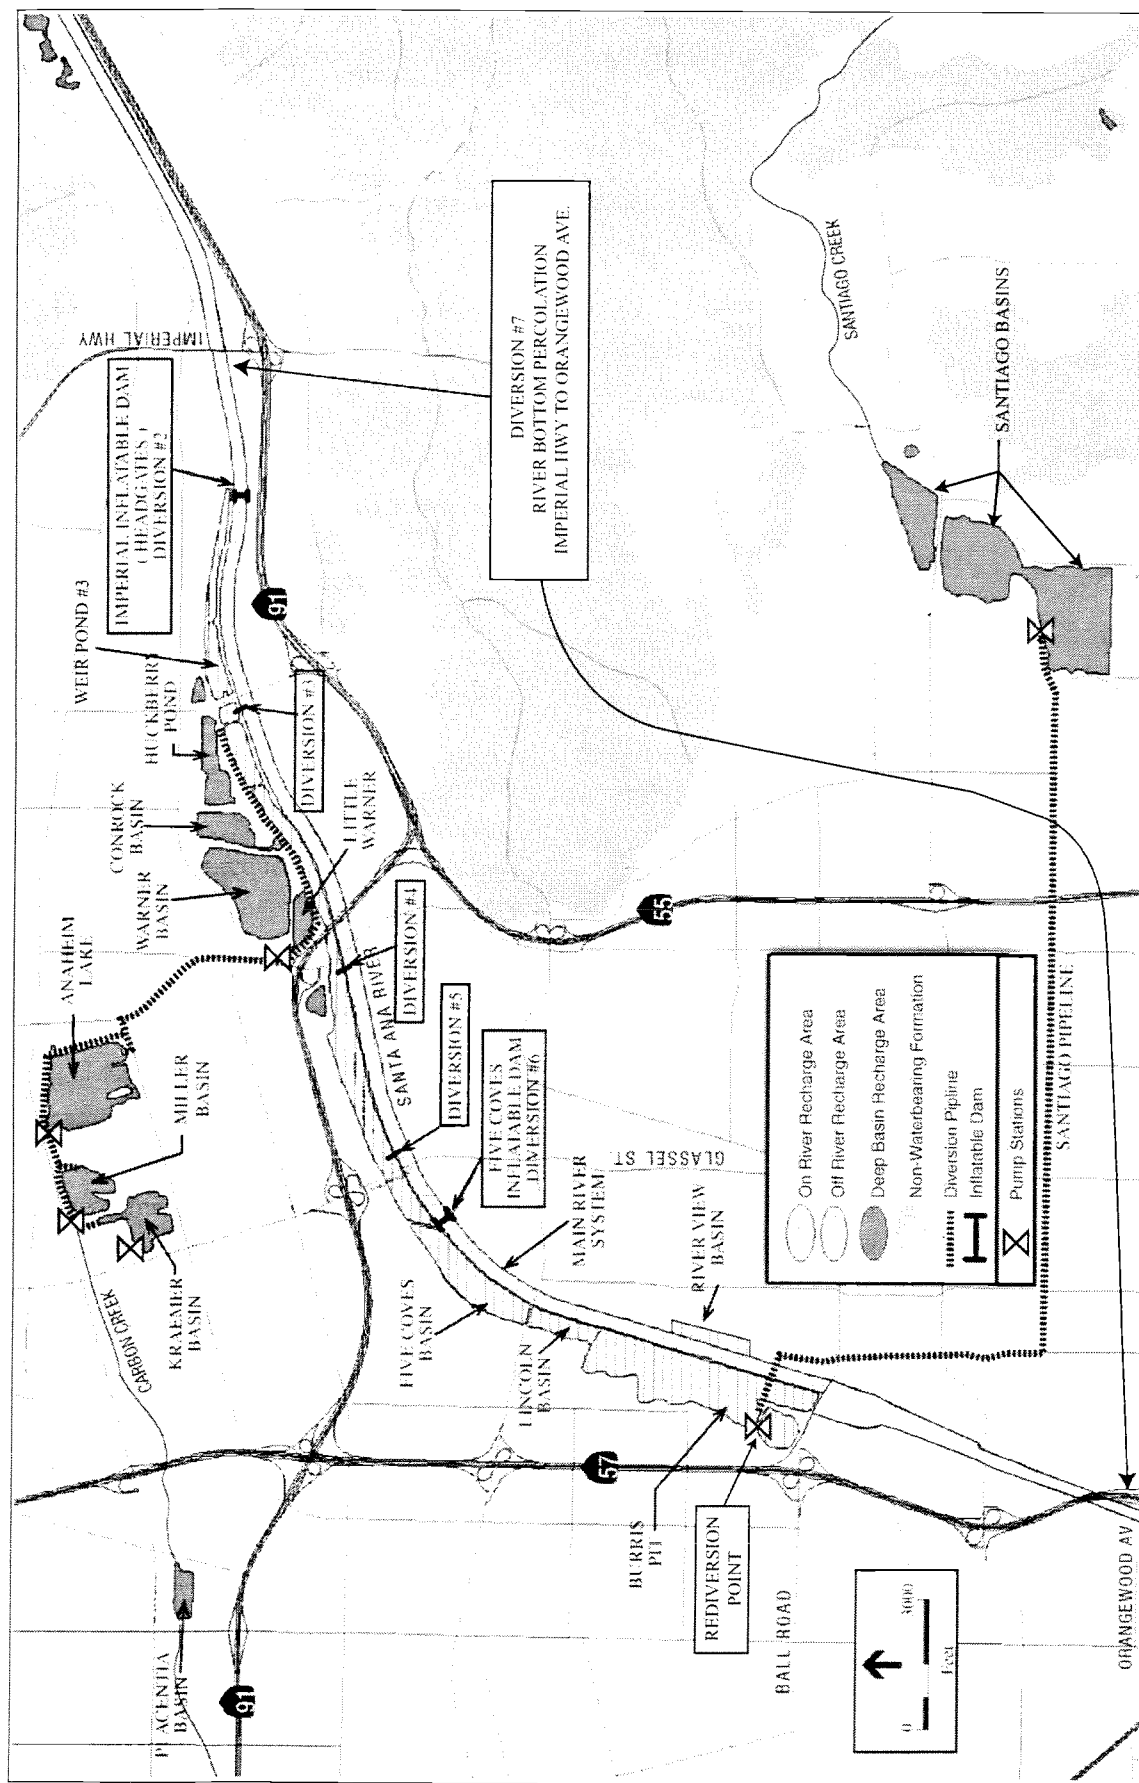 PLACENTIA
BASIN
91
CARBON CREEK
KRAEMER
BASIN
MILLER
BASIN
ANAHEIM
LAKE
WARNER
BASIN
CONROCK
BASIN
HUCKBERRY
POND
WEIR POND #3
IMPERIAL INFLATABLE DAM
(HEADGATES)
DIVERSION #2
IMPERIAL HWY
91
DIVERSION #3
LITTLE
WARNER
DIVERSION #4
SANTA ANA RIVER
DIVERSION #5
FIVE COVES
INFLATABLE DAM
DIVERSION #6
FIVE COVES
BASIN
MAIN RIVER
SYSTEM
GLASSEL ST
LINCOLN
BASIN
RIVER VIEW
BASIN
57
55
DIVERSION #7
RIVER BOTTOM PERCOLATION
IMPERIAL HWY TO ORANGEWOOD AVE.
BURRIS
PIT
REDIVERSION
POINT
BALL ROAD
SANTIAGO CREEK
SANTIAGO BASINS
SANTIAGO PIPELINE
On River Recharge Area
Off River Recharge Area
Deep Basin Recharge Area
Non-Waterbearing Formation
Diversion Pipline
Inflatable Dam
Pump Stations
0 3000
Feet
ORANGEWOOD AV